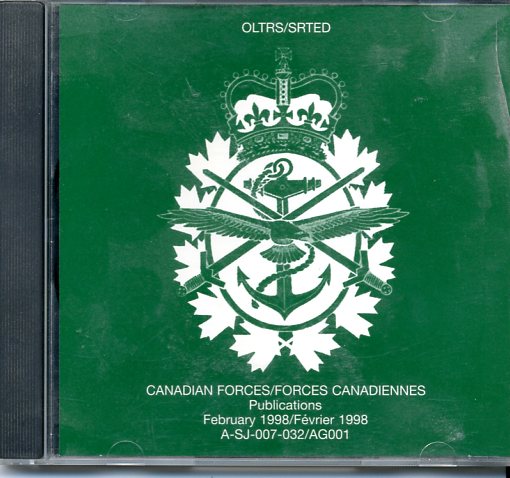 OLTRS/SRTED
CANADIAN FORCES/FORCES CANADIENNES
Publications
February 1998/Février 1998
A-SJ-007-032/AG001